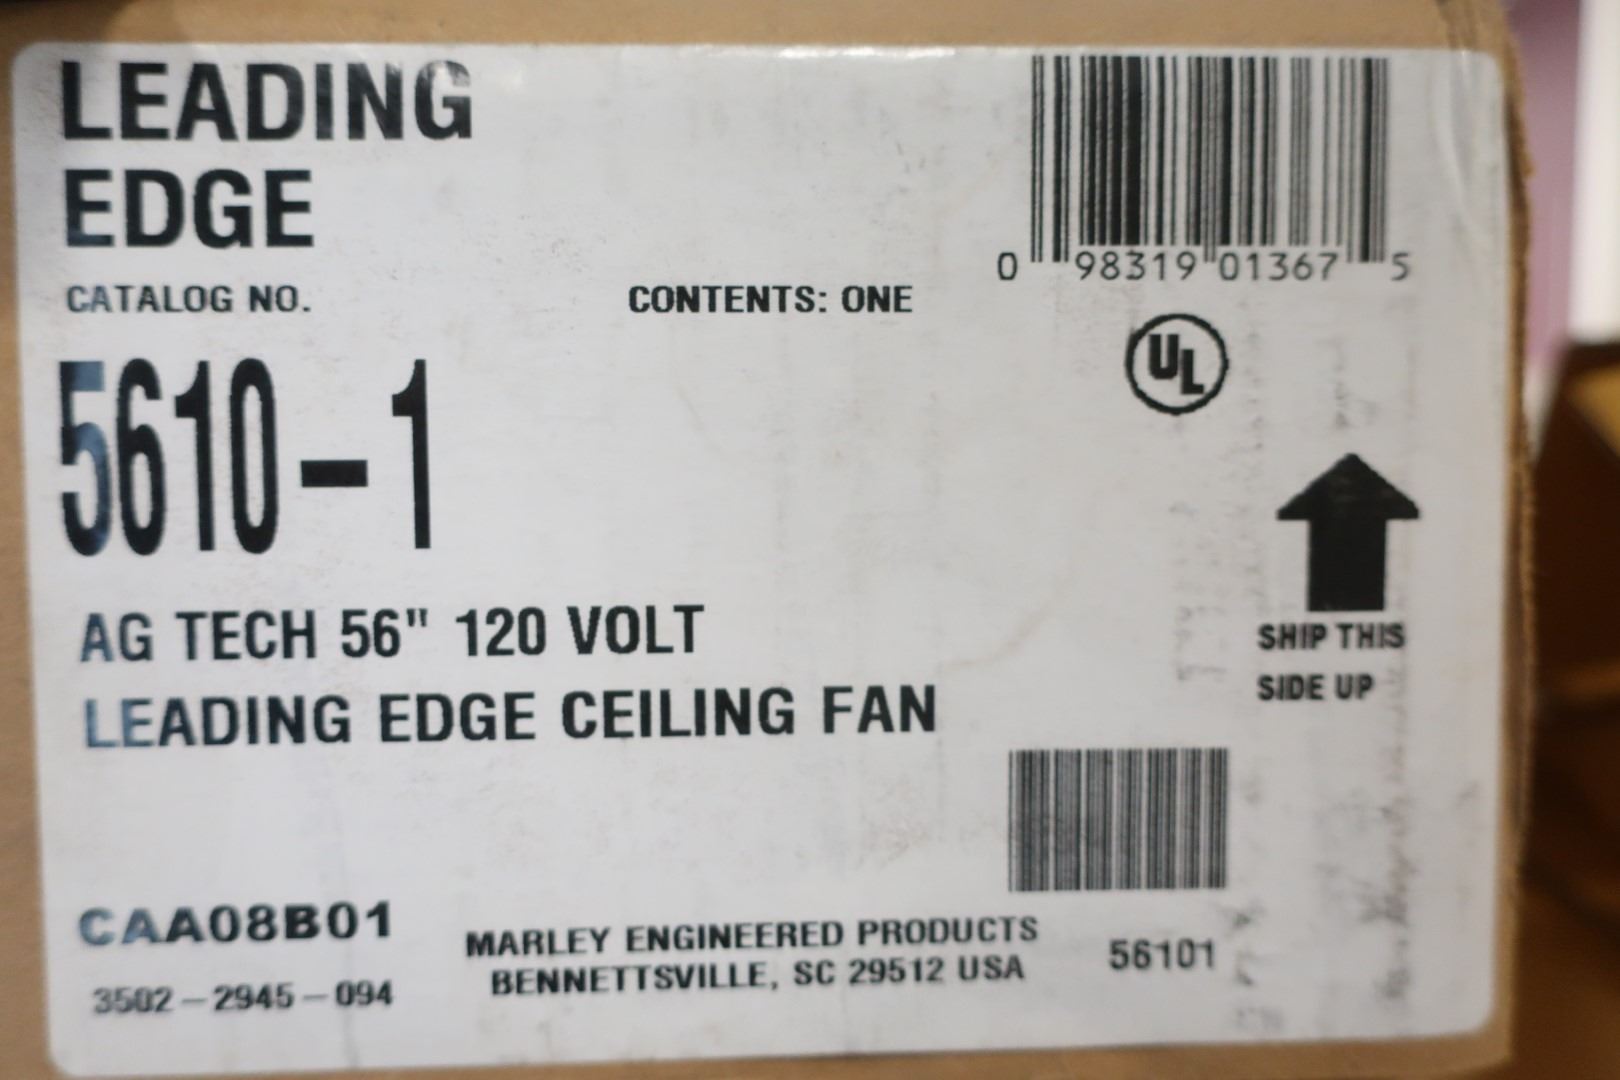 LEADING
EDGE
CATALOG NO.
CONTENTS: ONE
0 98319 01367 5
UL
5610-1
SHIP THIS
SIDE UP
AG TECH 56" 120 VOLT
LEADING EDGE CEILING FAN
CAA08B01
3502-2945-094
MARLEY ENGINEERED PRODUCTS
BENNETTSVILLE, SC 29512 USA
56101